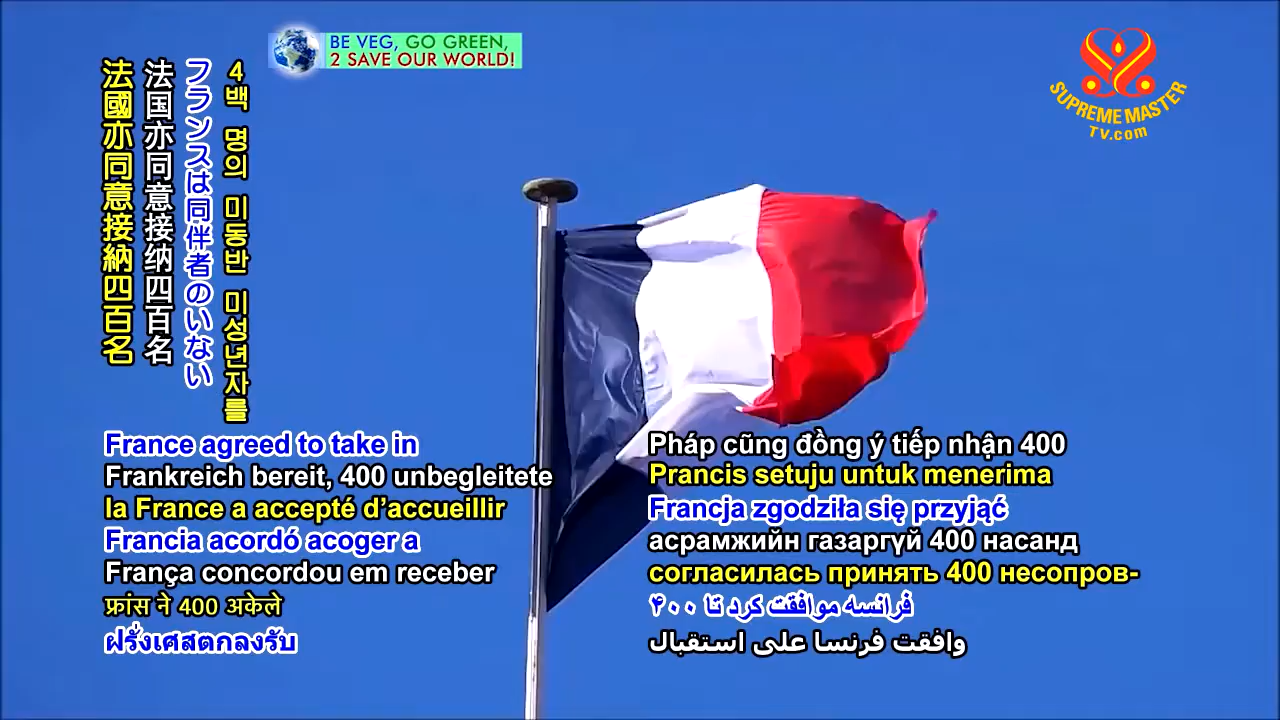 BE VEG, GO GREEN,
2 SAVE OUR WORLD!
SUPREME MASTER
TV.com
4백 명의 미동반 미성년자를
フランスは同伴者のいない
法国亦同意接纳四百名
法國亦同意接納四百名
France agreed to take in
Frankreich bereit, 400 unbegleitete
la France a accepté d’accueillir
Francia acordó acoger a
França concordou em receber
फ्रांस ने 400 अकेले
ฝรั่งเศสตกลงรับ
Pháp cũng đồng ý tiếp nhận 400
Prancis setuju untuk menerima
Francja zgodziła się przyjąć
асрамжийн газаргүй 400 насанд
согласилась принять 400 несопров-
فرانسه موافقت کرد تا ۴۰۰
وافقت فرنسا على استقبال